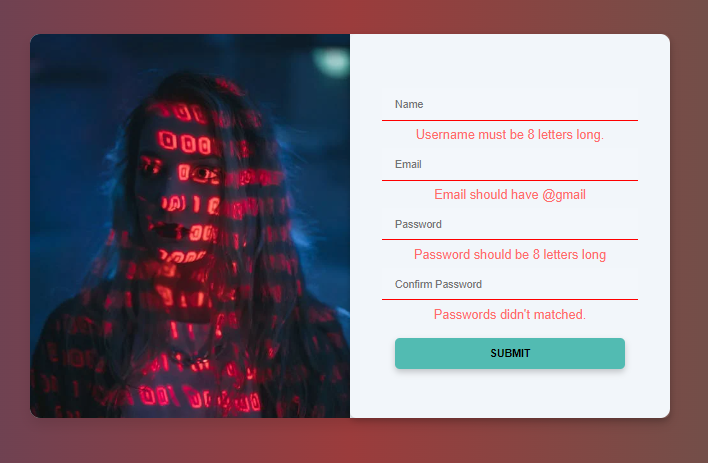 Name
Username must be 8 letters long.
Email
Email should have @gmail
Password
Password should be 8 letters long
Confirm Password
Passwords didn't matched.
SUBMIT